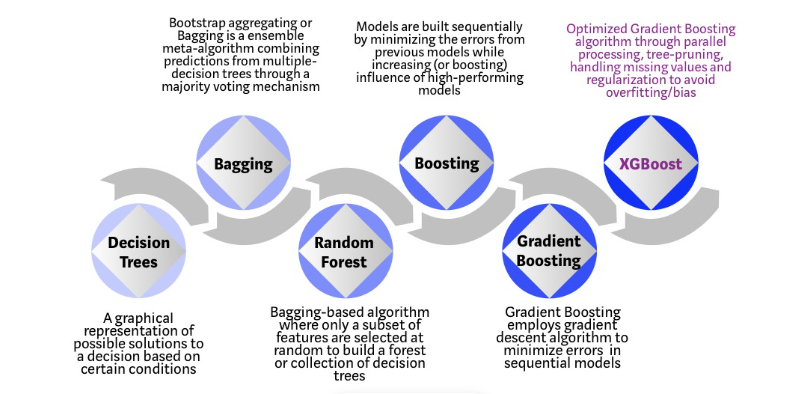 Bootstrap aggregating or
Bagging is a ensemble
meta-algorithm combining
predictions from multiple-
decision trees through a
majority voting mechanism
Models are built sequentially
by minimizing the errors from
previous models while
increasing (or boosting)
influence of high-performing
models
Optimized Gradient Boosting
algorithm through parallel
processing, tree-pruning,
handling missing values and
regularization to avoid
overfitting/bias
Bagging
Boosting
XGBoost
Decision
Trees
Random
Forest
Gradient
Boosting
A graphical
representation of
possible solutions to
a decision based on
certain conditions
Bagging-based algorithm
where only a subset of
features are selected at
random to build a forest
or collection of decision
trees
Gradient Boosting
employs gradient
descent algorithm to
minimize errors in
sequential models